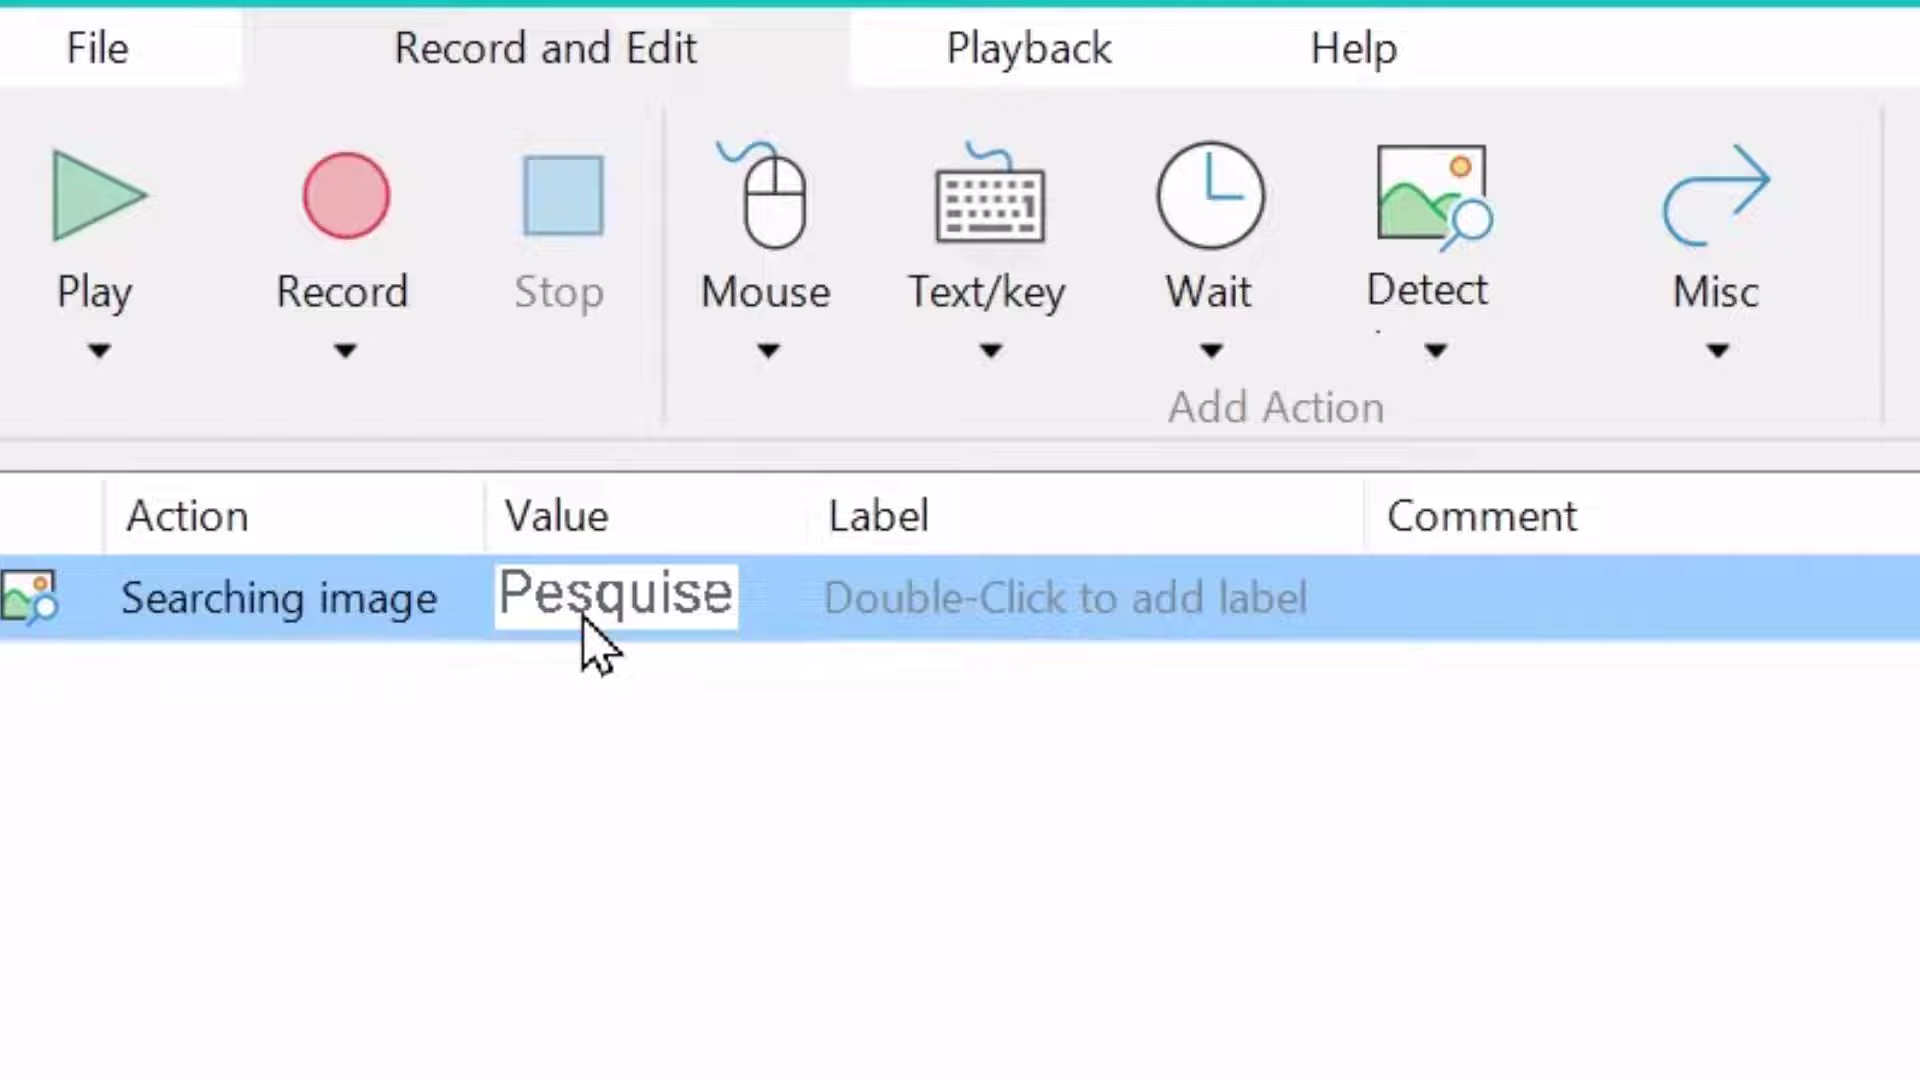 File Record and Edit Playback Help
Play Record Stop Mouse Text/key Wait Detect Misc
Add Action
Action Value Label Comment
Searching image Pesquise Double-Click to add label